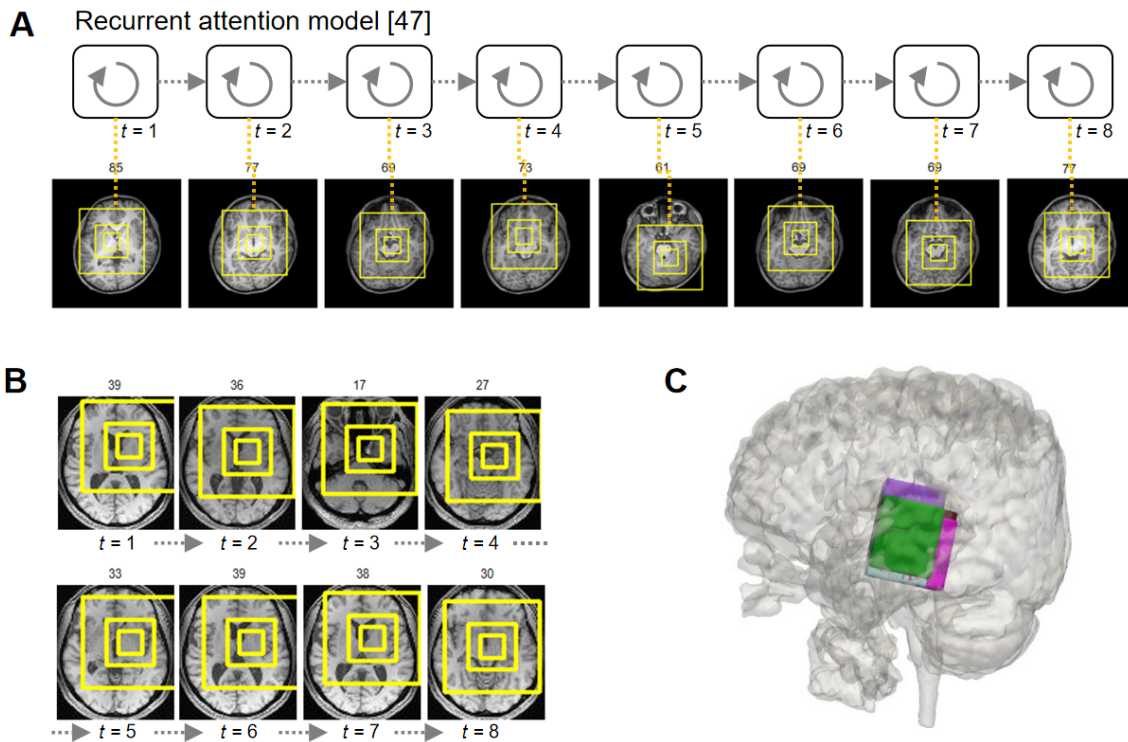 A
Recurrent attention model [47]
t = 1 t = 2 t = 3 t = 4 t = 5 t = 6 t = 7 t = 8
85 77 69 73 61 69 69 77
B
39 36 17 27
t = 1 t = 2 t = 3 t = 4
33 39 38 30
t = 5 t = 6 t = 7 t = 8
C